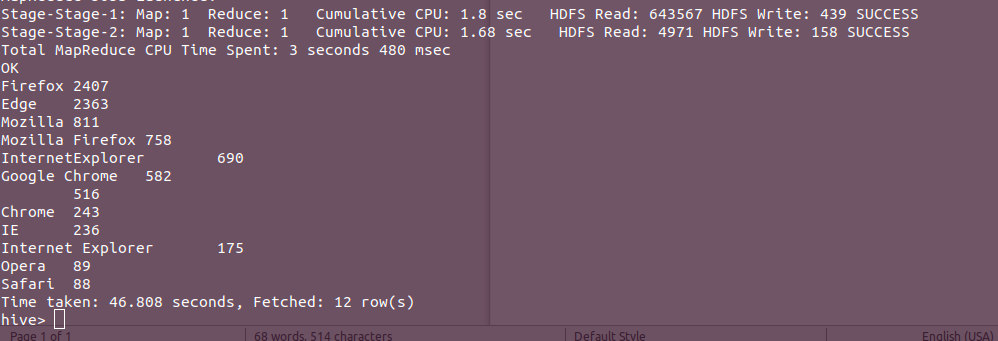 Stage-Stage-1: Map: 1  Reduce: 1   Cumulative CPU: 1.8 sec   HDFS Read: 643567 HDFS Write: 439 SUCCESS
Stage-Stage-2: Map: 1  Reduce: 1   Cumulative CPU: 1.68 sec   HDFS Read: 4971 HDFS Write: 158 SUCCESS
Total MapReduce CPU Time Spent: 3 seconds 480 msec
OK
Firefox 2407
Edge    2363
Mozilla 811
Mozilla Firefox 758
InternetExplorer        690
Google Chrome   582
        516
Chrome  243
IE      236
Internet Explorer       175
Opera   89
Safari  88
Time taken: 46.808 seconds, Fetched: 12 row(s)
hive>
Page 1 of 1 68 words, 514 characters Default Style English (USA)